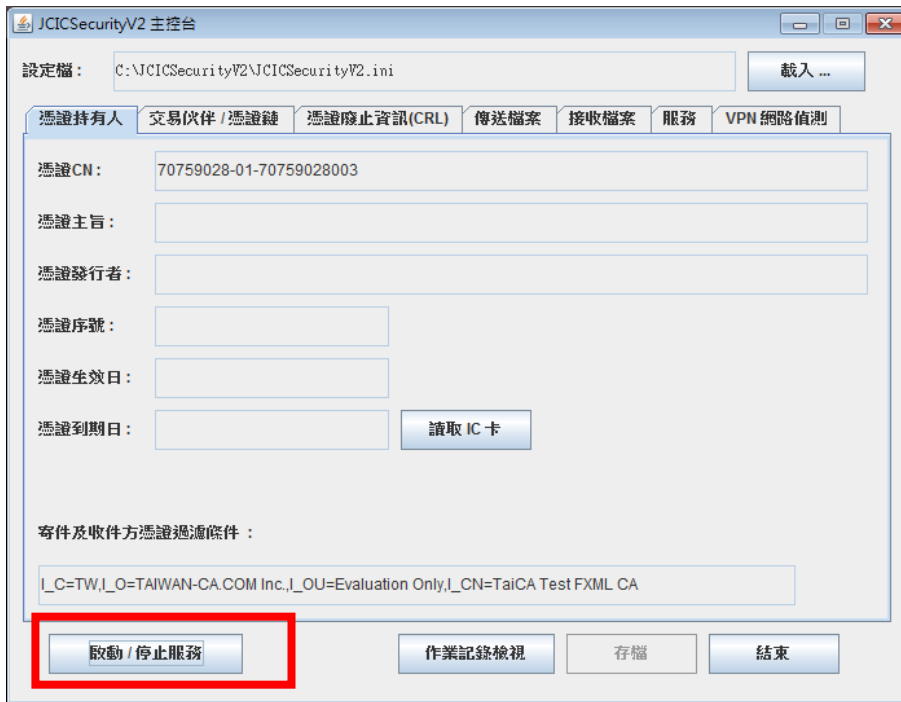 JCICSecurityV2 主控台
設定檔： C:\JCICSecurityV2\JCICSecurityV2.ini 載入 ...
憑證持有人 交易伙伴 / 憑證鏈 憑證廢止資訊(CRL) 傳送檔案 接收檔案 服務 VPN 網路偵測
憑證CN： 70759028-01-70759028003
憑證主旨：
憑證發行者：
憑證序號：
憑證生效日：
憑證到期日： 讀取 IC 卡
寄件及收件方憑證過濾條件 ：
I_C=TW,I_O=TAIWAN-CA.COM Inc.,I_OU=Evaluation Only,I_CN=TaiCA Test FXML CA
啟動 / 停止服務 作業記錄檢視 存檔 結束